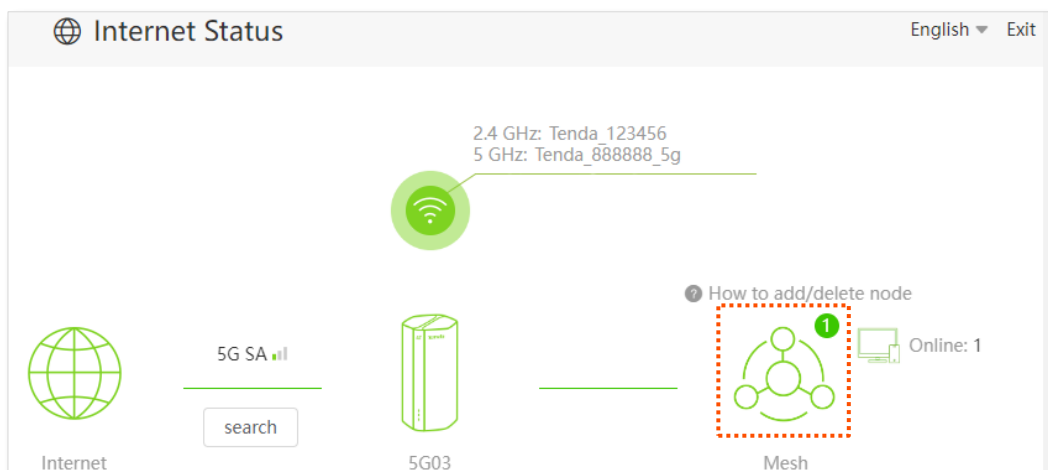 Internet Status
English
Exit
2.4 GHz: Tenda_123456
5 GHz: Tenda_888888_5g
How to add/delete node
1
Online: 1
5G SA
search
Internet
5G03
Mesh